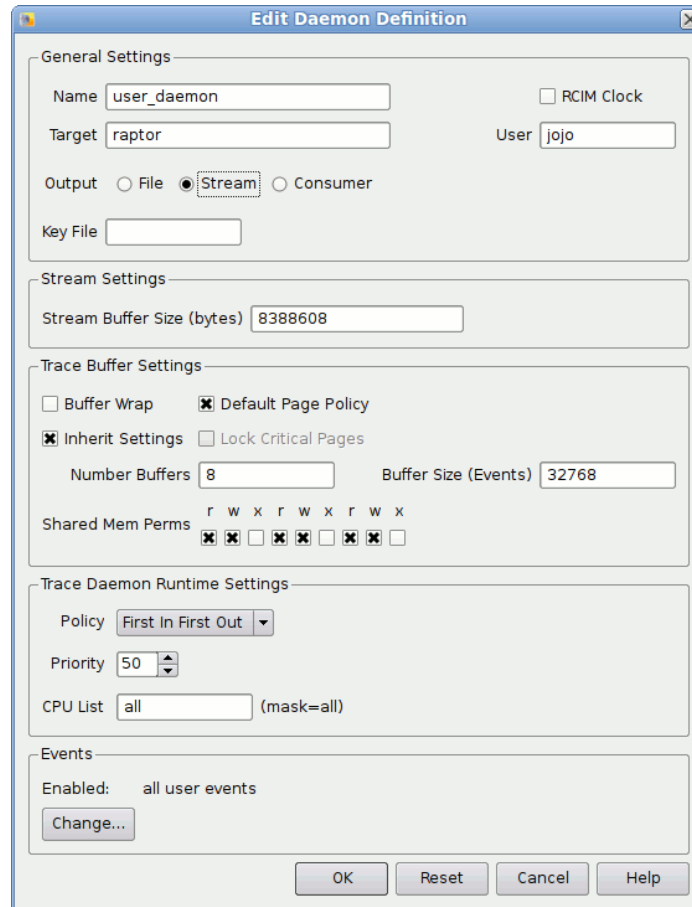 Edit Daemon Definition
General Settings
Name user_daemon RCIM Clock
Target raptor User jojo
Output File Stream Consumer
Key File
Stream Settings
Stream Buffer Size (bytes) 8388608
Trace Buffer Settings
Buffer Wrap Default Page Policy
Inherit Settings Lock Critical Pages
Number Buffers 8 Buffer Size (Events) 32768
r w x r w x r w x
Shared Mem Perms
Trace Daemon Runtime Settings
Policy First In First Out
Priority 50
CPU List all (mask=all)
Events
Enabled: all user events
Change...
OK Reset Cancel Help